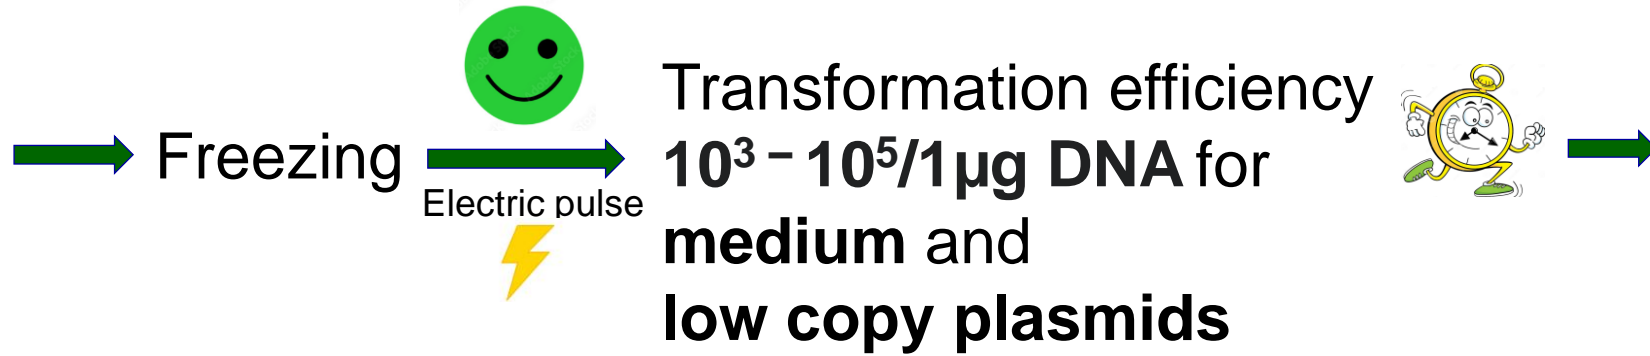 Freezing
Electric pulse
Transformation efficiency
10³ – 10⁵/1µg DNA for
medium and
low copy plasmids